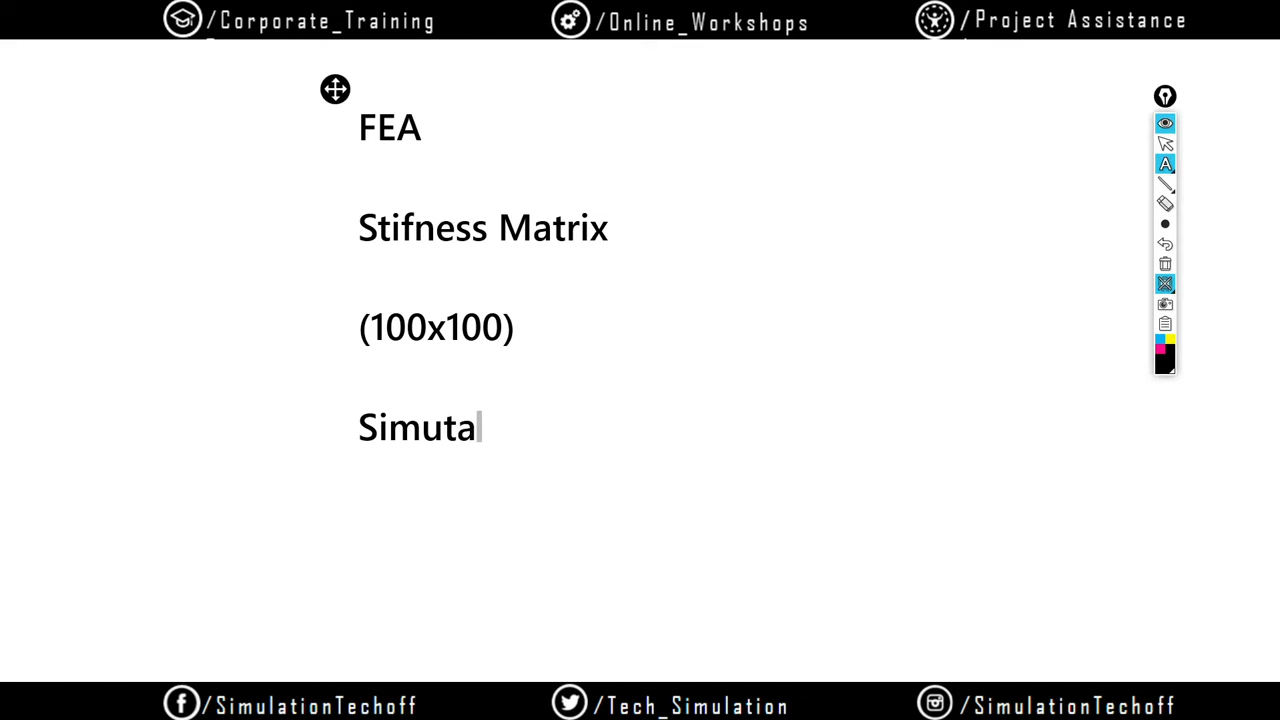 /Corporate_Training
/Online_Workshops
/Project Assistance
FEA
Stifness Matrix
(100x100)
Simuta
A
/SimulationTechoff
/Tech_Simulation
/SimulationTechoff